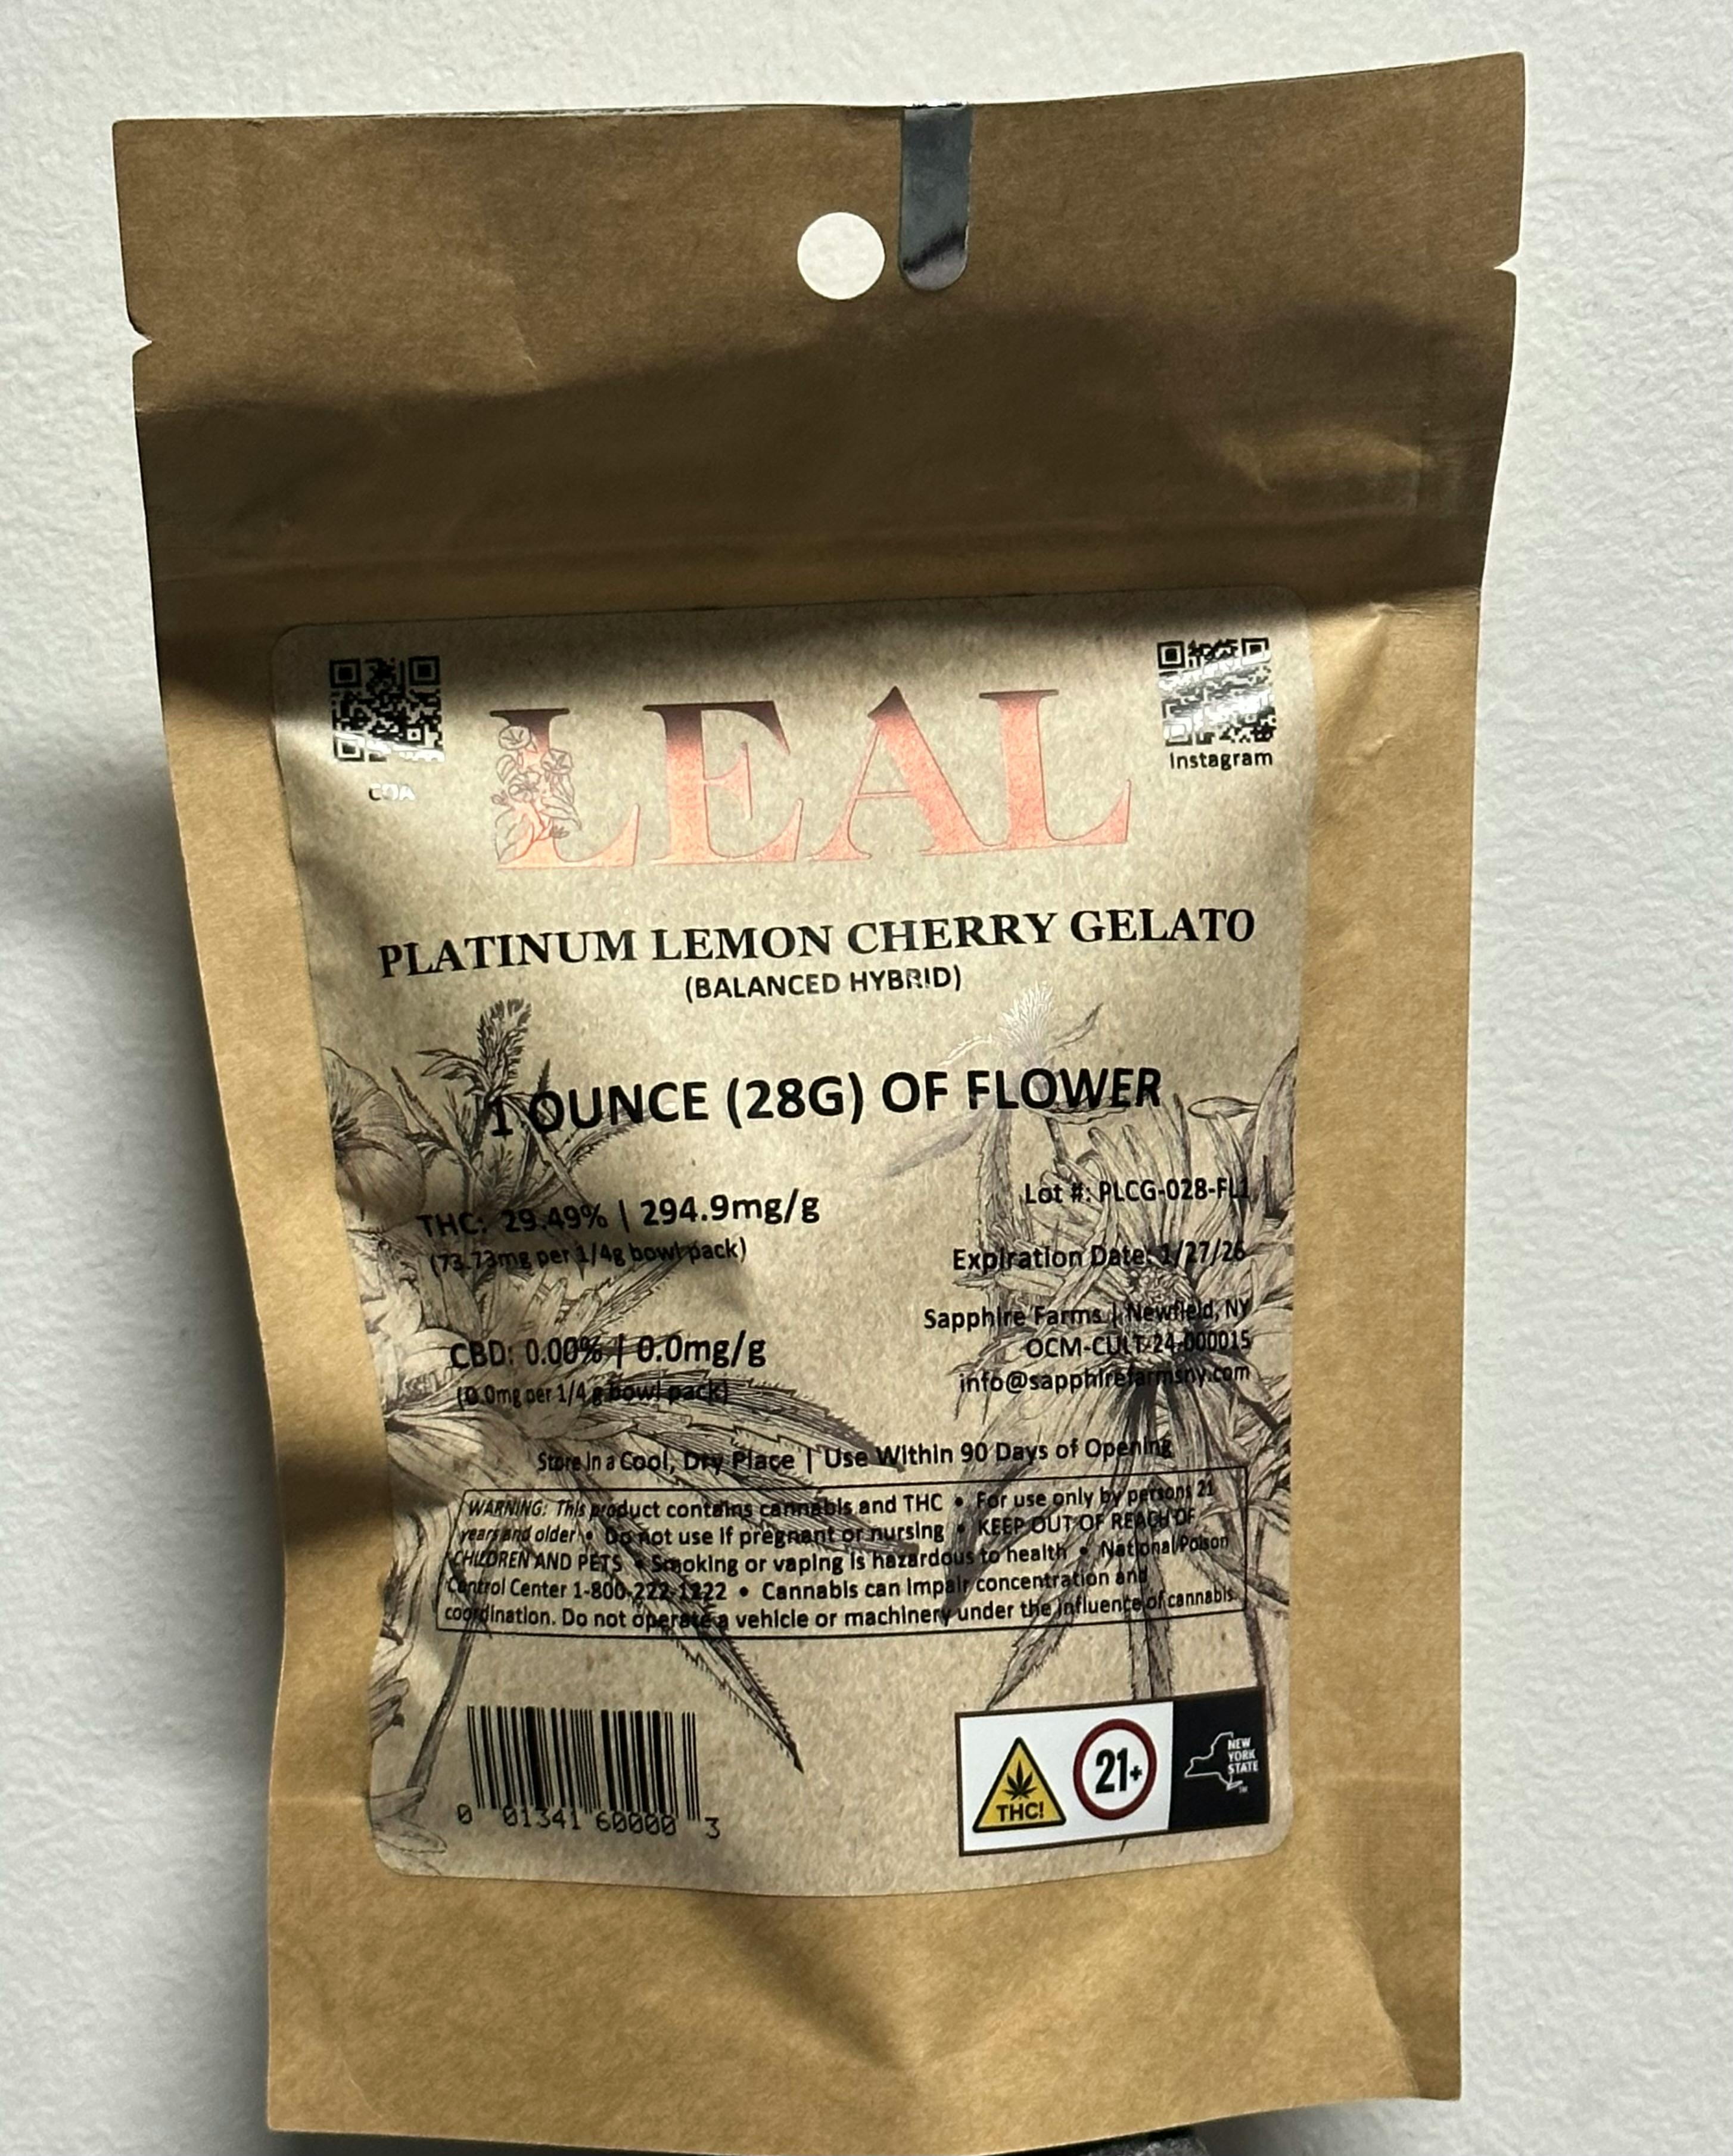 COA
Instagram
LEAL
PLATINUM LEMON CHERRY GELATO
(BALANCED HYBRID)
1 OUNCE (28G) OF FLOWER
THC: 29.49% | 294.9mg/g
(73.73mg per 1/4g bowl pack)
CBD: 0.00% | 0.0mg/g
(0.0mg per 1/4 g bowl pack)
Lot #: PLCG-028-FL1
Expiration Date: 1/27/26
Sapphire Farms | Newfield, NY
OCM-CULT-24-000015
info@sapphirefarmsny.com
Store in a Cool, Dry Place | Use Within 90 Days of Opening
WARNING: This product contains cannabis and THC • For use only by persons 21
years and older • Do not use if pregnant or nursing • KEEP OUT OF REACH OF
CHILDREN AND PETS • Smoking or vaping is hazardous to health • National Poison
Control Center 1-800-222-1222 • Cannabis can impair concentration and
coordination. Do not operate a vehicle or machinery under the influence of cannabis.
0 01341 60000 3
THC!
21+
NEW
YORK
STATE
TM